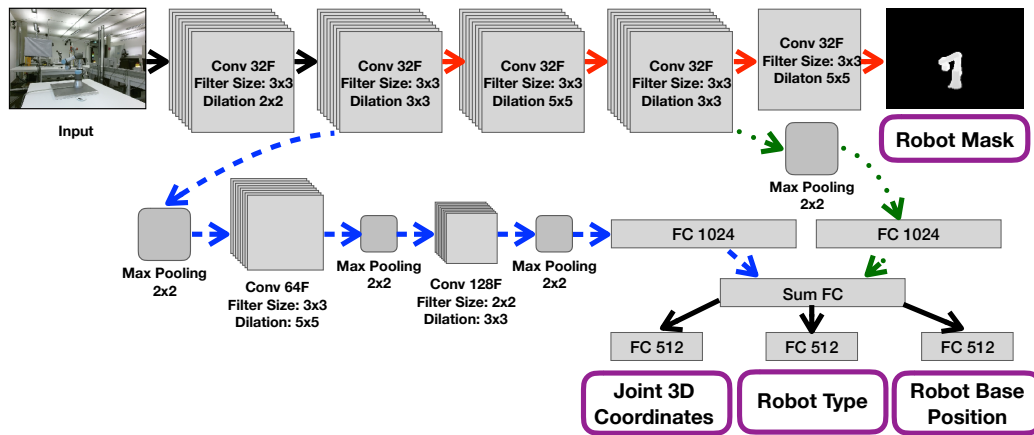 Input
Conv 32F
Filter Size: 3x3
Dilation 2x2
Conv 32F
Filter Size: 3x3
Dilation 3x3
Conv 32F
Filter Size: 3x3
Dilation 5x5
Conv 32F
Filter Size: 3x3
Dilation 3x3
Conv 32F
Filter Size: 3x3
Dilaton 5x5
Robot Mask
Max Pooling
2x2
Max Pooling
2x2
Conv 64F
Filter Size: 3x3
Dilation: 5x5
Max Pooling
2x2
Conv 128F
Filter Size: 2x2
Dilation: 3x3
Max Pooling
2x2
FC 1024
FC 1024
Sum FC
FC 512
FC 512
FC 512
Joint 3D
Coordinates
Robot Type
Robot Base
Position